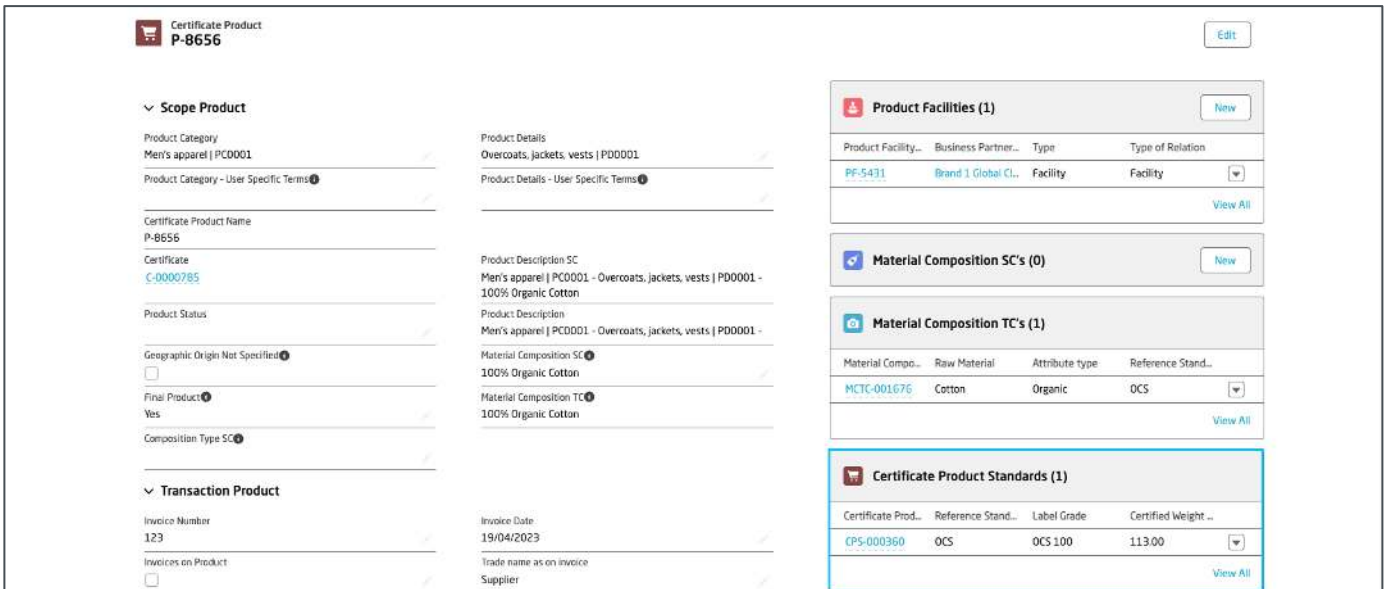 Certificate Product
P-8656
Edit
Scope Product
Product Category
Men's apparel | PC0001
Product Details
Overcoats, jackets, vests | PD0001
Product Category - User Specific Terms
Product Details - User Specific Terms
Certificate Product Name
P-8656
Certificate
C-0000785
Product Description SC
Men's apparel | PC0001 - Overcoats, jackets, vests | PD0001 -
100% Organic Cotton
Product Status
Product Description
Men's apparel | PC0001 - Overcoats, jackets, vests | PD0001 -
Geographic Origin Not Specified
Material Composition SC
100% Organic Cotton
Final Product
Yes
Material Composition TC
100% Organic Cotton
Composition Type SC
Transaction Product
Invoice Number
123
Invoice Date
19/04/2023
Invoices on Product
Trade name as on invoice
Supplier
Product Facilities (1)
New
Product Facility... Business Partner... Type Type of Relation
PF-5431 Brand 1 Global Cl... Facility Facility
View All
Material Composition SC's (0)
New
Material Composition TC's (1)
Material Compo... Raw Material Attribute type Reference Stand...
MCTC-001676 Cotton Organic OCS
View All
Certificate Product Standards (1)
Certificate Prod... Reference Stand... Label Grade Certified Weight ...
CPS-000360 OCS OCS 100 113.00
View All